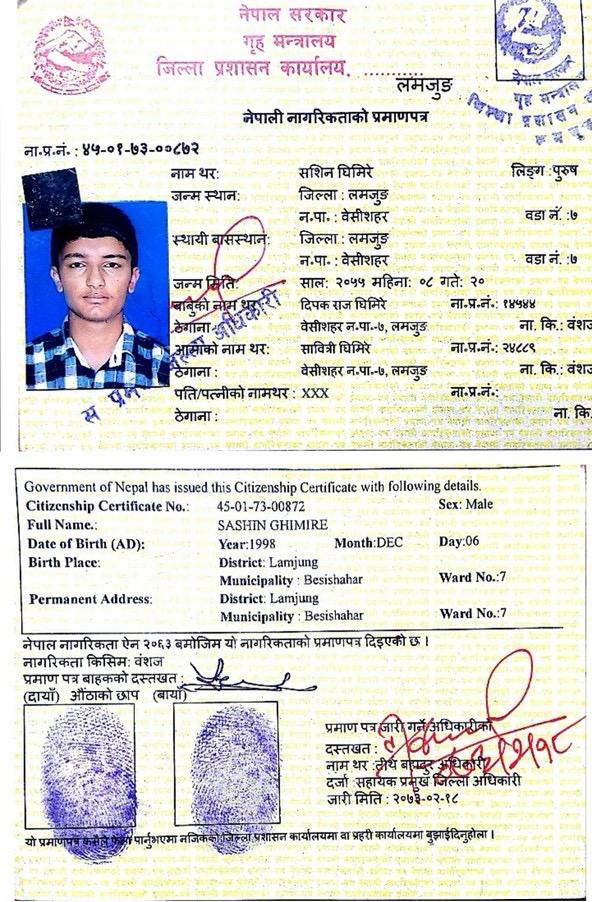 नेपाल सरकार
गृह मन्त्रालय
जिल्ला प्रशासन कार्यालय, ...........
लमजुङ
नेपाल सरकार
गृह मन्त्रालय
जिल्ला प्रशासन
नेपाली नागरिकताको प्रमाणपत्र
ना.प्र.नं. : ४५-०१-७३-००८७२
नाम थर: सशिन घिमिरे लिङ्ग :पुरुष
जन्म स्थान: जिल्ला : लमजुङ
न.पा. : वेसीशहर वडा नं. :७
स्थायी बासस्थान: जिल्ला : लमजुङ
न.पा. : वेसीशहर वडा नं. :७
जन्म मिति: साल: २०५५ महिना: ०८ गते: २०
बाबुको नाम थर: दिपक राज घिमिरे ना.प्र.नं.: १४५४४
ठेगाना : वेसीशहर न.पा.-७, लमजुङ ना. कि.: वंशज
आमाको नाम थर: सावित्री घिमिरे ना.प्र.नं.: २४८८९
ठेगाना: वेसीशहर न.पा.-७, लमजुङ ना. कि.: वंशज
पति/पत्नीको नामथर : XXX ना.प्र.नं.:
ठेगाना : ना. कि.
Government of Nepal has issued this Citizenship Certificate with following details.
Citizenship Certificate No.: 45-01-73-00872 Sex: Male
Full Name.: SASHIN GHIMIRE
Date of Birth (AD): Year:1998 Month:DEC Day:06
Birth Place: District: Lamjung
Municipality : Besishahar Ward No.:7
Permanent Address: District: Lamjung
Municipality : Besishahar Ward No.:7
नेपाल नागरिकता ऐन २०६३ बमोजिम यो नागरिकताको प्रमाणपत्र दिइएको छ ।
नागरिकता किसिम: वंशज
प्रमाण पत्र बाहकको दस्तखत :
(दायाँ) औंठाको छाप (बायाँ)
प्रमाण पत्र जारी गर्ने अधिकारीको
दस्तखत :
नाम थर : तीर्थ बहादुर अधिकारी
दर्जा : सहायक प्रमुख जिल्ला अधिकारी
जारी मिति : २०७३-०२-१८
यो प्रमाणपत्र कसैले फेला पार्नुभएमा नजिकको जिल्ला प्रशासन कार्यालयमा वा प्रहरी कार्यालयमा बुझाईदिनुहोला ।